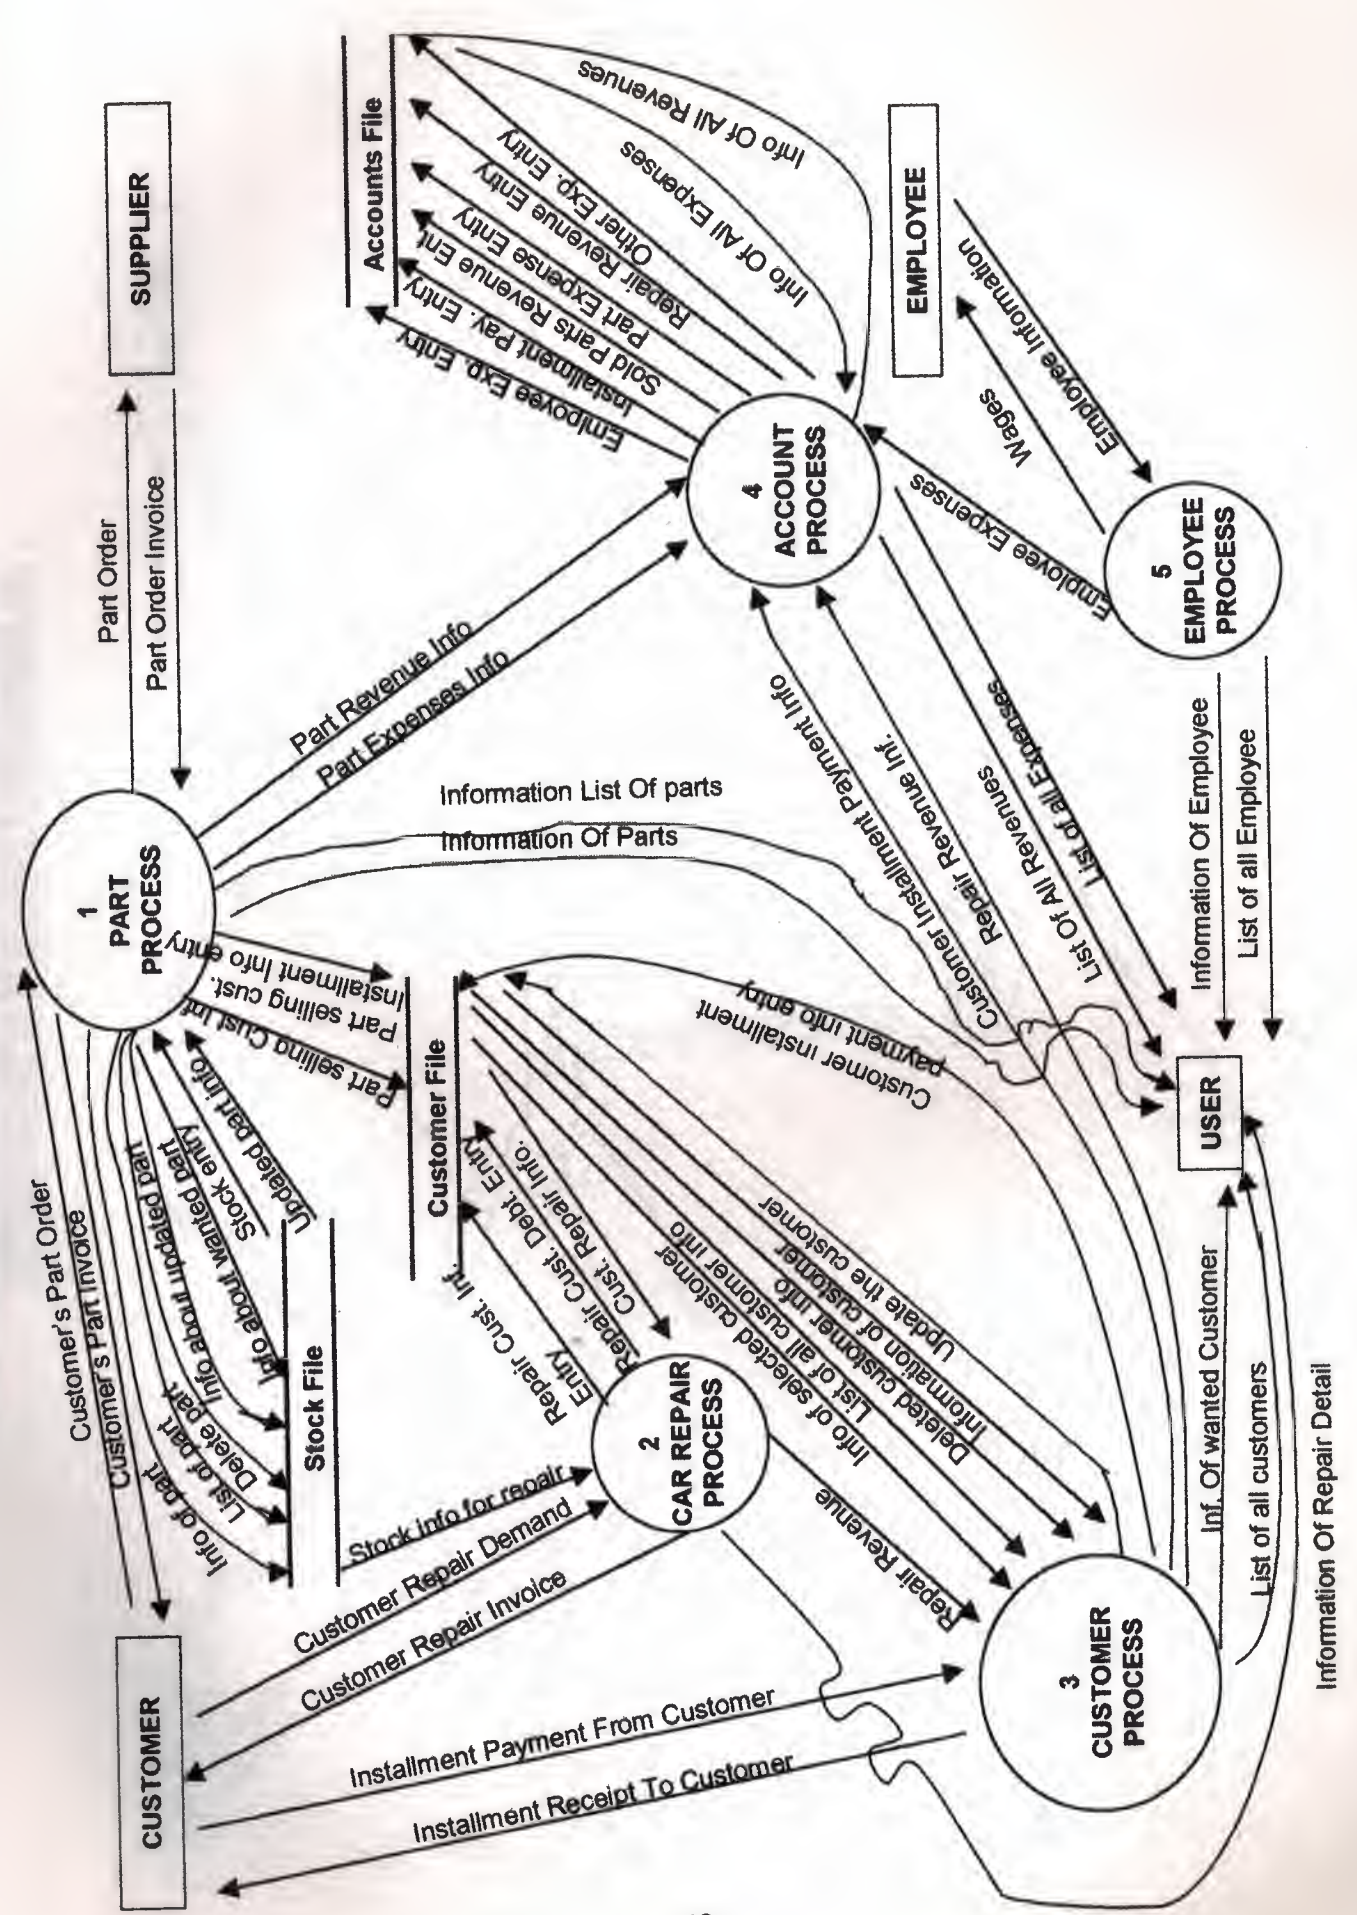 SUPPLIER
Accounts File
EMPLOYEE
Part Order
Part Order Invoice
Info Of All Revenues
Info Of All Expenses
Other Exp. Entry
Repair Revenue Entry
Part Expense Entry
Sold Parts Revenue Ent
Installment Pay. Entry
Emlpoyee Exp. Entry
Employee Information
Wages
4
ACCOUNT
PROCESS
Employee Expenses
5
EMPLOYEE
PROCESS
Part Revenue Info
Part Expenses Info
Information List Of parts
Information Of Parts
Customer Installment Payment Info
Repair Revenue Inf.
List Of All Revenues
List of all Expenses
Information Of Employee
List of all Employee
1
PART
PROCESS
Part selling cust.
Installment Info entry
Part selling Cust Inf
Customer installment
payment info entry
USER
Customer File
Updated part info
Stock entry
Info about wanted part
Info about updated part
Delete part
List of part
Info of part
Customer's Part Order
Customer's Part Invoice
Stock File
Repair Cust. Inf.
Entry
Repair Cust. Debt. Entry
Cust. Repair Info.
Info of selected customer
List of all customer info
Deleted customer info
Information of customer
Update the customer
2
CAR REPAIR
PROCESS
Stock info for repair
Customer Repair Demand
Customer Repair Invoice
Repair Revenue
Inf. Of wanted Customer
List of all customers
Information Of Repair Detail
CUSTOMER
Installment Payment From Customer
Installment Receipt To Customer
3
CUSTOMER
PROCESS